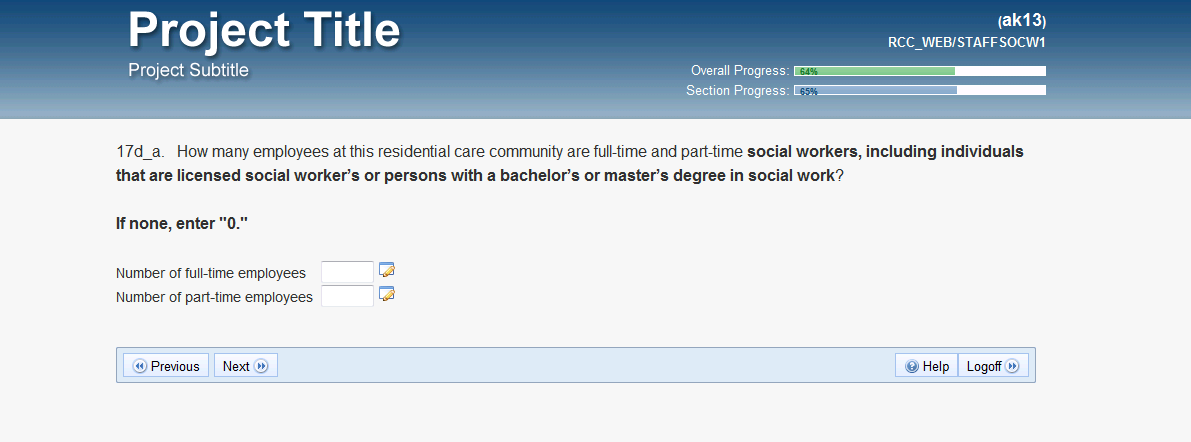 Project Title
Project Subtitle
(ak13)
RCC_WEB/STAFFSOCW1
Overall Progress: 64%
Section Progress: 65%
17d_a. How many employees at this residential care community are full-time and part-time social workers, including individuals
that are licensed social worker’s or persons with a bachelor’s or master’s degree in social work?
If none, enter "0."
Number of full-time employees
Number of part-time employees
Previous Next Help Logoff